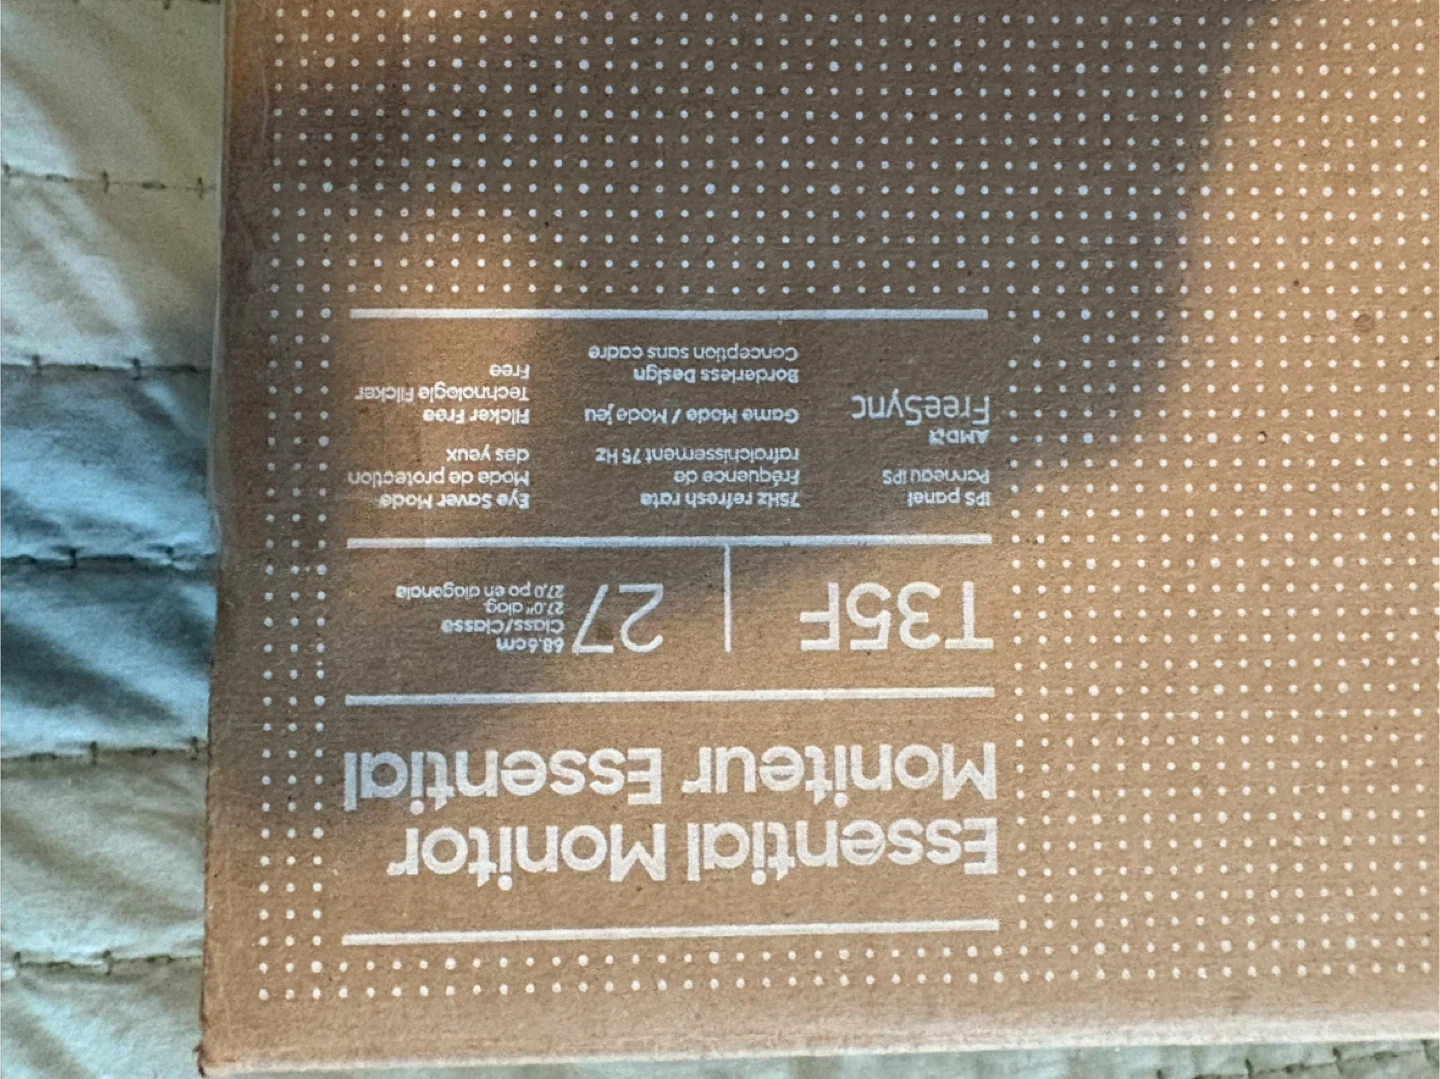 Essential Monitor
Moniteur Essential
T35F
27
68.6cm
Class/Classe
27.0" diag.
27,0 po en diagonale
IPS panel
Panneau IPS
AMD
FreeSync
75Hz refresh rate
Fréquence de
rafraîchissement 75 Hz
Game Mode / Mode jeu
Borderless Design
Conception sans cadre
Eye Saver Mode
Mode de protection
des yeux
Flicker Free
Technologie Flicker
Free